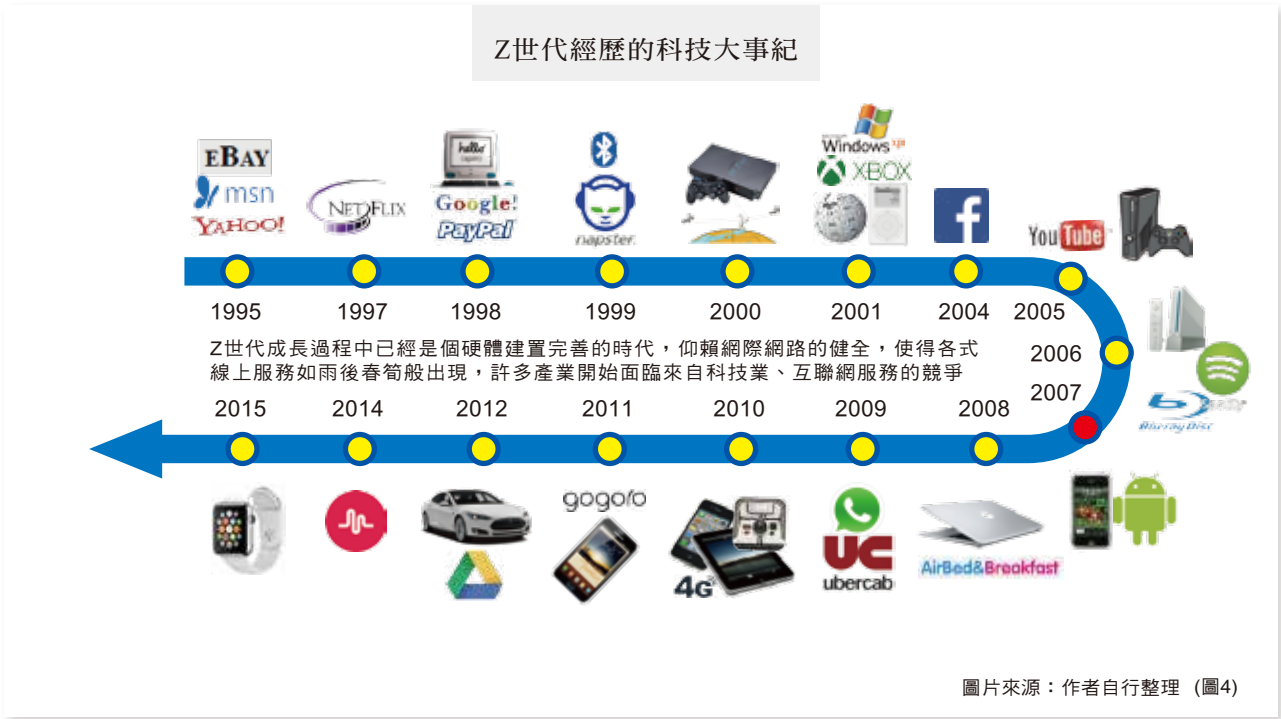 Z世代經歷的科技大事紀
EBAY
msn
YAHOO!
NETFLIX
hello
Google!
PayPal
napster.
Windows xp
XBOX
f
You Tube
1995
1997
1998
1999
2000
2001
2004
2005
2006
2007
Z世代成長過程中已經是個硬體建置完善的時代，仰賴網際網路的健全，使得各式
線上服務如雨後春筍般出現，許多產業開始面臨來自科技業、互聯網服務的競爭
Blu-ray Disc
2015
2014
2012
2011
2010
2009
2008
gogoro
4G
UC
ubercab
AirBed&Breakfast
圖片來源：作者自行整理 (圖4)